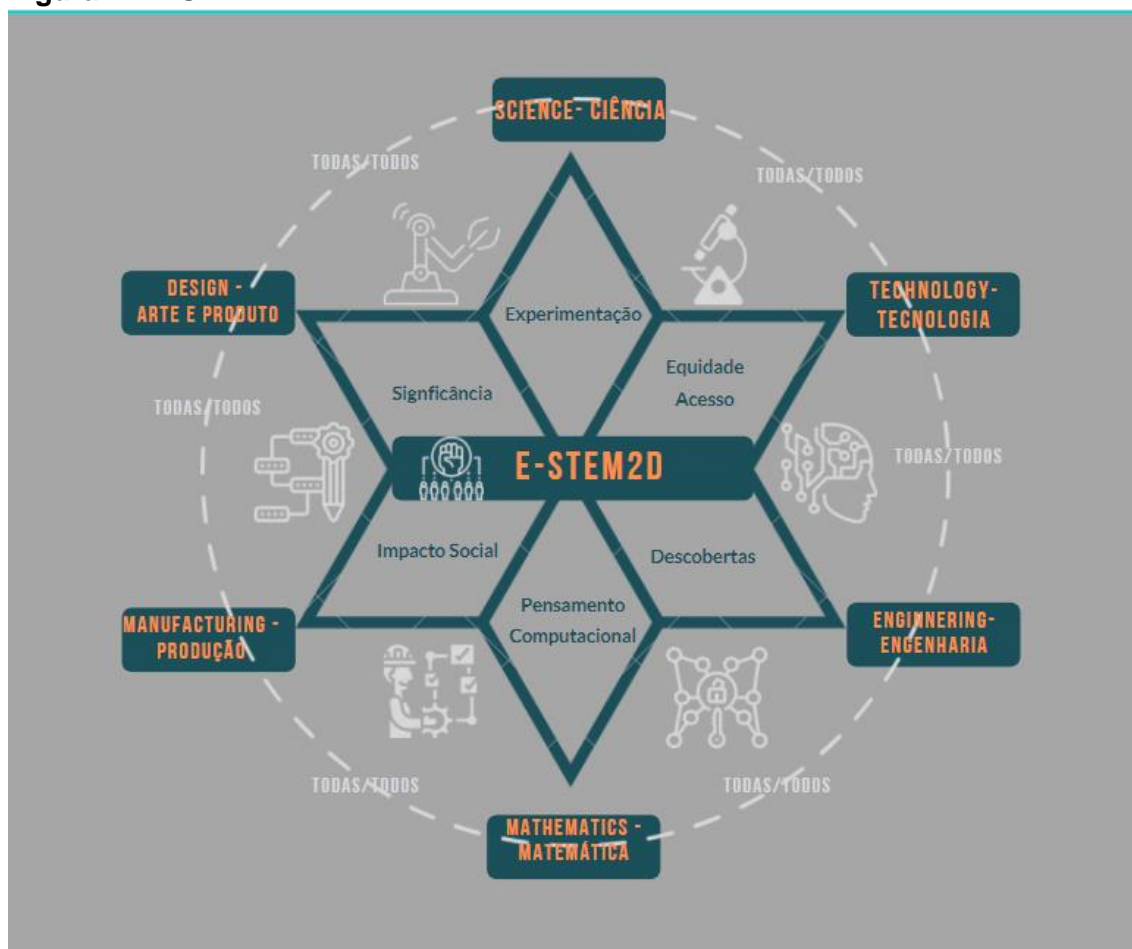 SCIENCE- CIÊNCIA
TODAS/TODOS
TODAS/TODOS
DESIGN -
ARTE E PRODUTO
TECHNOLOGY-
TECNOLOGIA
Experimentação
Signficância
Equidade
Acesso
TODAS/TODOS
E-STEM2D
TODAS/TODOS
Impacto Social
Descobertas
Pensamento
Computacional
MANUFACTURING -
PRODUÇÃO
ENGINNERING-
ENGENHARIA
TODAS/TODOS
TODAS/TODOS
MATHEMATICS -
MATEMÁTICA